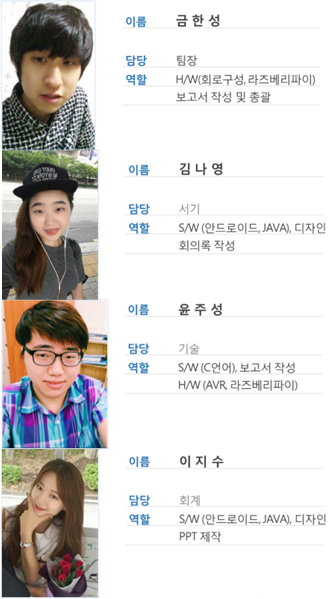 이름 금 한 성
담당 팀장
역할 H/W(회로구성, 라즈베리파이)
보고서 작성 및 총괄
이름 김 나 영
담당 서기
역할 S/W (안드로이드, JAVA), 디자인
회의록 작성
이름 윤 주 성
담당 기술
역할 S/W (C언어), 보고서 작성
H/W (AVR, 라즈베리파이)
이름 이 지 수
담당 회계
역할 S/W (안드로이드, JAVA), 디자인
PPT 제작